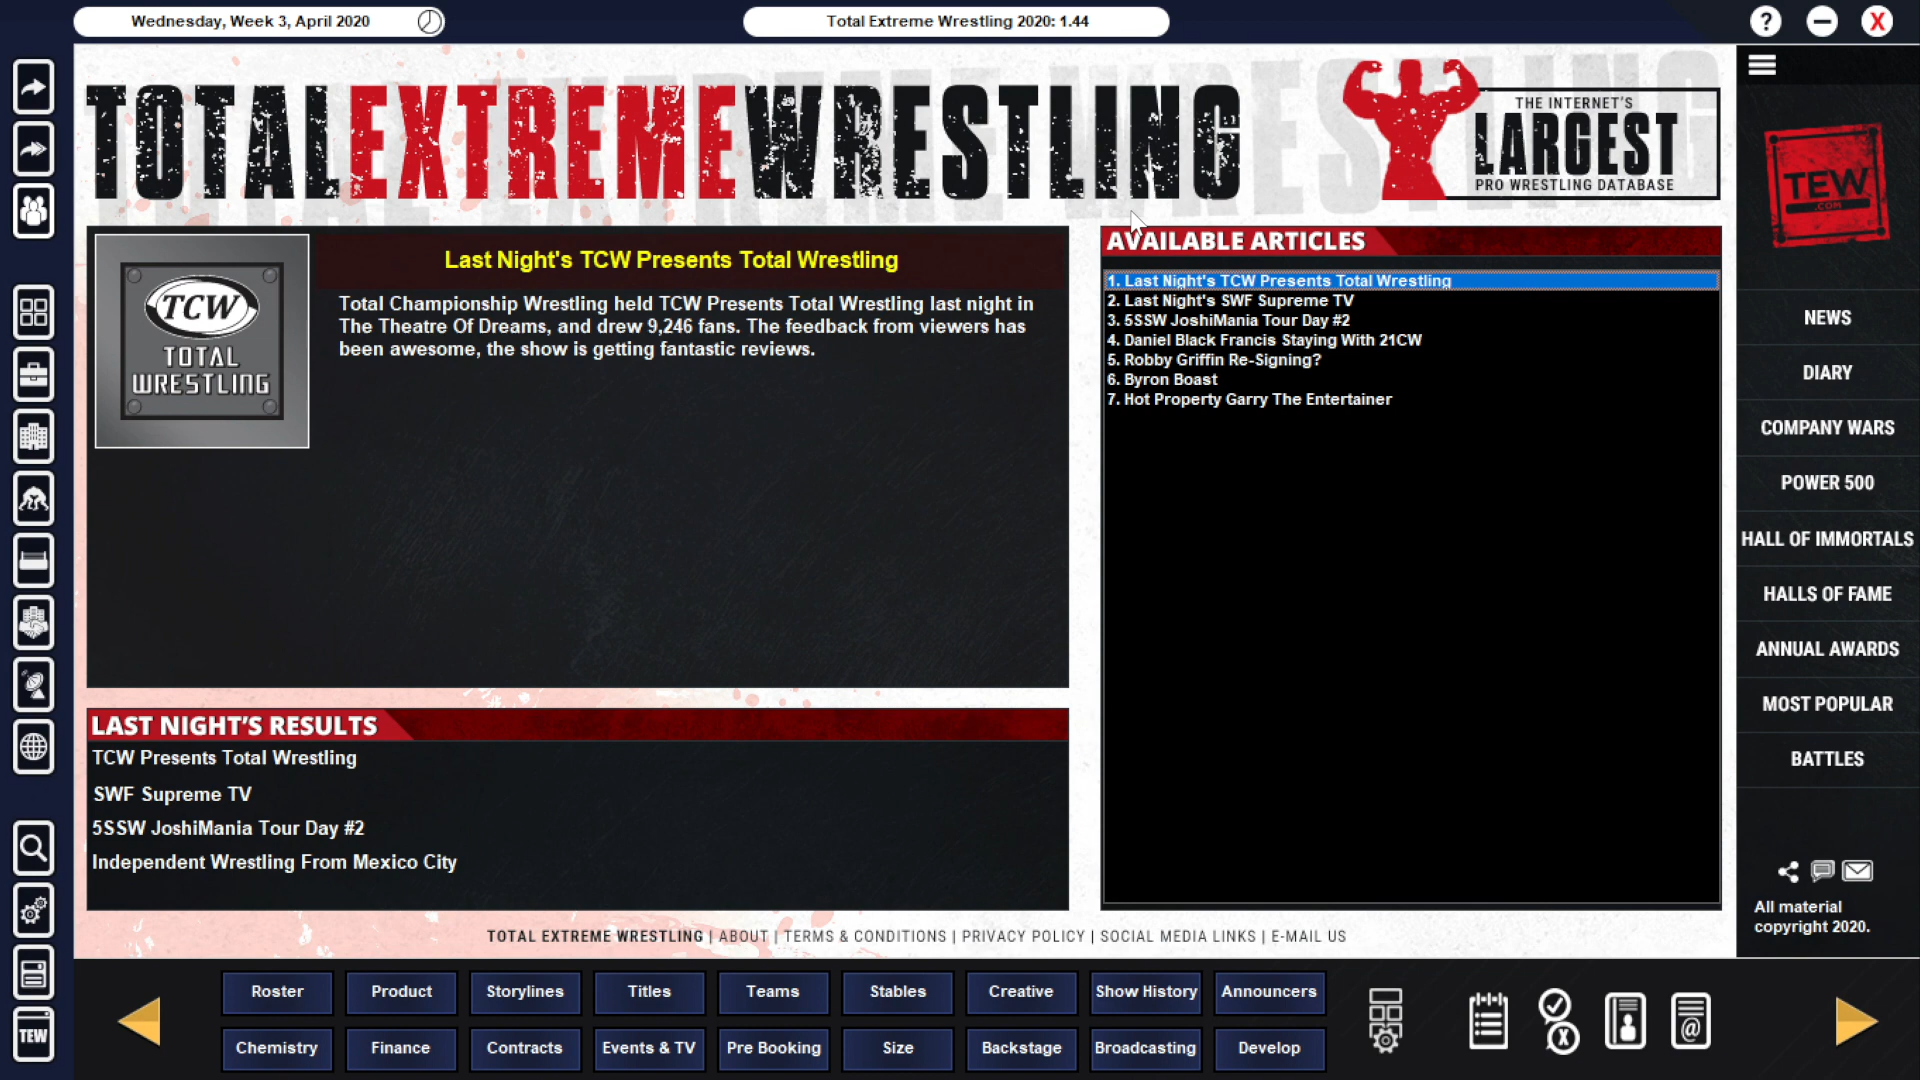 Wednesday, Week 3, April 2020
Total Extreme Wrestling 2020: 1.44
?
X
TOTALEXTREMEWRESTLING
THE INTERNET'S
LARGEST
PRO WRESTLING DATABASE
TEW
.COM
TCW
TOTAL
WRESTLING
Last Night's TCW Presents Total Wrestling
Total Championship Wrestling held TCW Presents Total Wrestling last night in
The Theatre Of Dreams, and drew 9,246 fans. The feedback from viewers has
been awesome, the show is getting fantastic reviews.
AVAILABLE ARTICLES
1. Last Night's TCW Presents Total Wrestling
2. Last Night's SWF Supreme TV
3. 5SSW JoshiMania Tour Day #2
4. Daniel Black Francis Staying With 21CW
5. Robby Griffin Re-Signing?
6. Byron Boast
7. Hot Property Garry The Entertainer
LAST NIGHT'S RESULTS
TCW Presents Total Wrestling
SWF Supreme TV
5SSW JoshiMania Tour Day #2
Independent Wrestling From Mexico City
NEWS
DIARY
COMPANY WARS
POWER 500
HALL OF IMMORTALS
HALLS OF FAME
ANNUAL AWARDS
MOST POPULAR
BATTLES
All material
copyright 2020.
TOTAL EXTREME WRESTLING | ABOUT | TERMS & CONDITIONS | PRIVACY POLICY | SOCIAL MEDIA LINKS | E-MAIL US
TEW
Roster
Product
Storylines
Titles
Teams
Stables
Creative
Show History
Announcers
Chemistry
Finance
Contracts
Events & TV
Pre Booking
Size
Backstage
Broadcasting
Develop